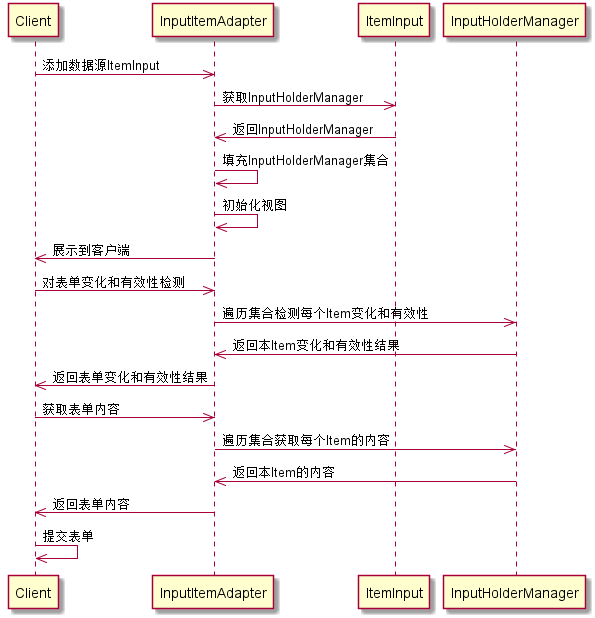 Client
InputItemAdapter
ItemInput
InputHolderManager
添加数据源ItemInput
获取InputHolderManager
返回InputHolderManager
填充InputHolderManager集合
初始化视图
展示到客户端
对表单变化和有效性检测
遍历集合检测每个Item变化和有效性
返回本Item变化和有效性结果
返回表单变化和有效性结果
获取表单内容
遍历集合获取每个Item的内容
返回本Item的内容
返回表单内容
提交表单
Client
InputItemAdapter
ItemInput
InputHolderManager